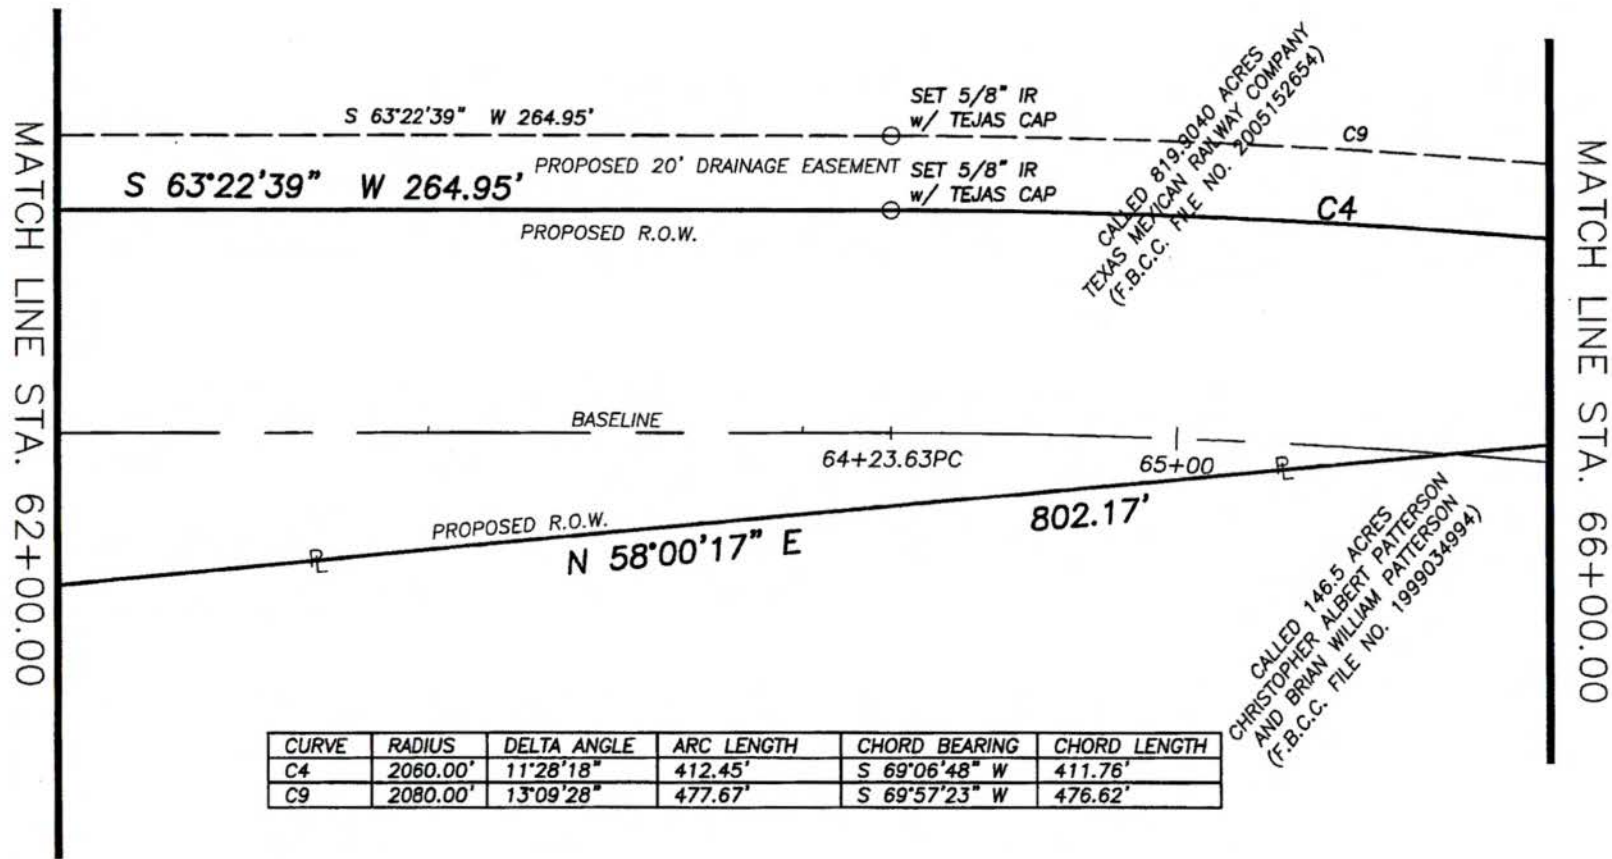 MATCH LINE STA. 62+00.00
S 63°22'39" W 264.95'
SET 5/8" IR
w/ TEJAS CAP
PROPOSED 20' DRAINAGE EASEMENT
S 63°22'39" W 264.95'
SET 5/8" IR
w/ TEJAS CAP
PROPOSED R.O.W.
CALLED 819.9040 ACRES
TEXAS MEXICAN RAILWAY COMPANY
(F.B.C.C. FILE NO. 2005152654)
C9
C4
BASELINE
64+23.63PC
65+00
PL
PROPOSED R.O.W.
N 58°00'17" E
802.17'
PL
CALLED 146.5 ACRES
CHRISTOPHER ALBERT PATTERSON
AND BRIAN WILLIAM PATTERSON
(F.B.C.C. FILE NO. 1999034994)
MATCH LINE STA. 66+00.00
CURVE RADIUS DELTA ANGLE ARC LENGTH CHORD BEARING CHORD LENGTH
C4 2060.00' 11°28'18" 412.45' S 69°06'48" W 411.76'
C9 2080.00' 13°09'28" 477.67' S 69°57'23" W 476.62'